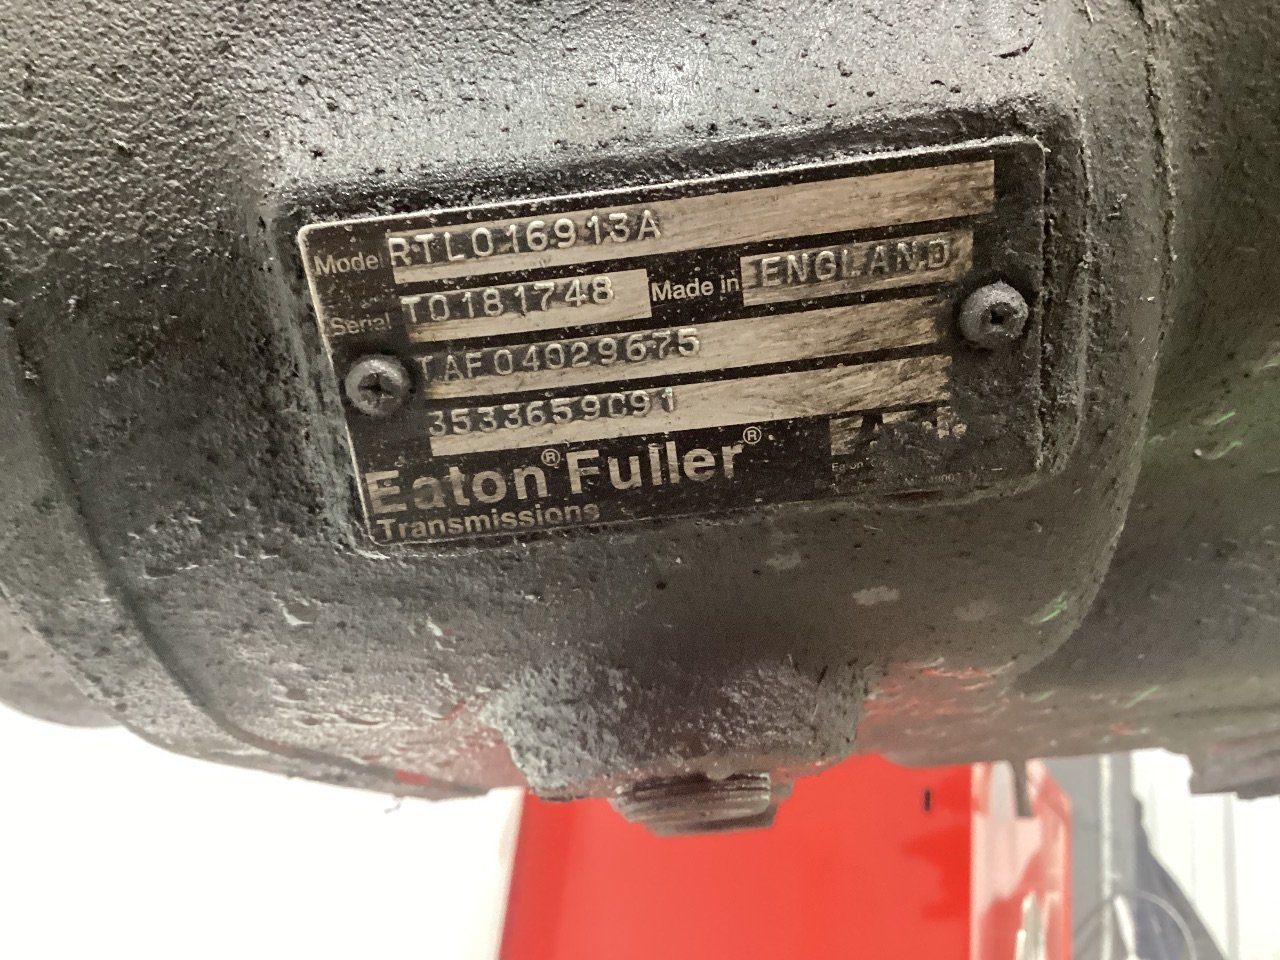 Model RTLO16913A
Serial TO181748 Made in ENGLAND
TAF04029675
3533659C91
Eaton® Fuller®
Transmissions